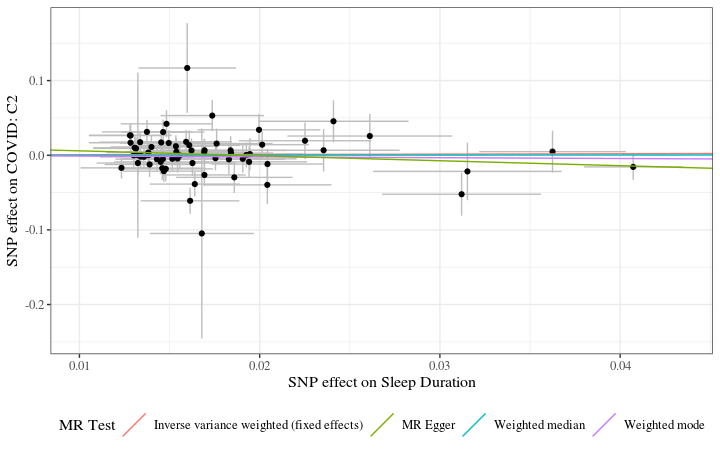 SNP effect on COVID: C2
0.1
0.0
-0.1
-0.2
0.01
0.02
0.03
0.04
SNP effect on Sleep Duration
MR Test
Inverse variance weighted (fixed effects)
MR Egger
Weighted median
Weighted mode